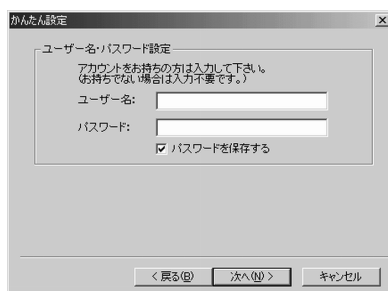 かんたん設定
ユーザー名・パスワード設定
アカウントをお持ちの方は入力して下さい。
(お持ちでない場合は入力不要です。)
ユーザー名:
パスワード:
パスワードを保存する
< 戻る(B)
次へ(N) >
キャンセル